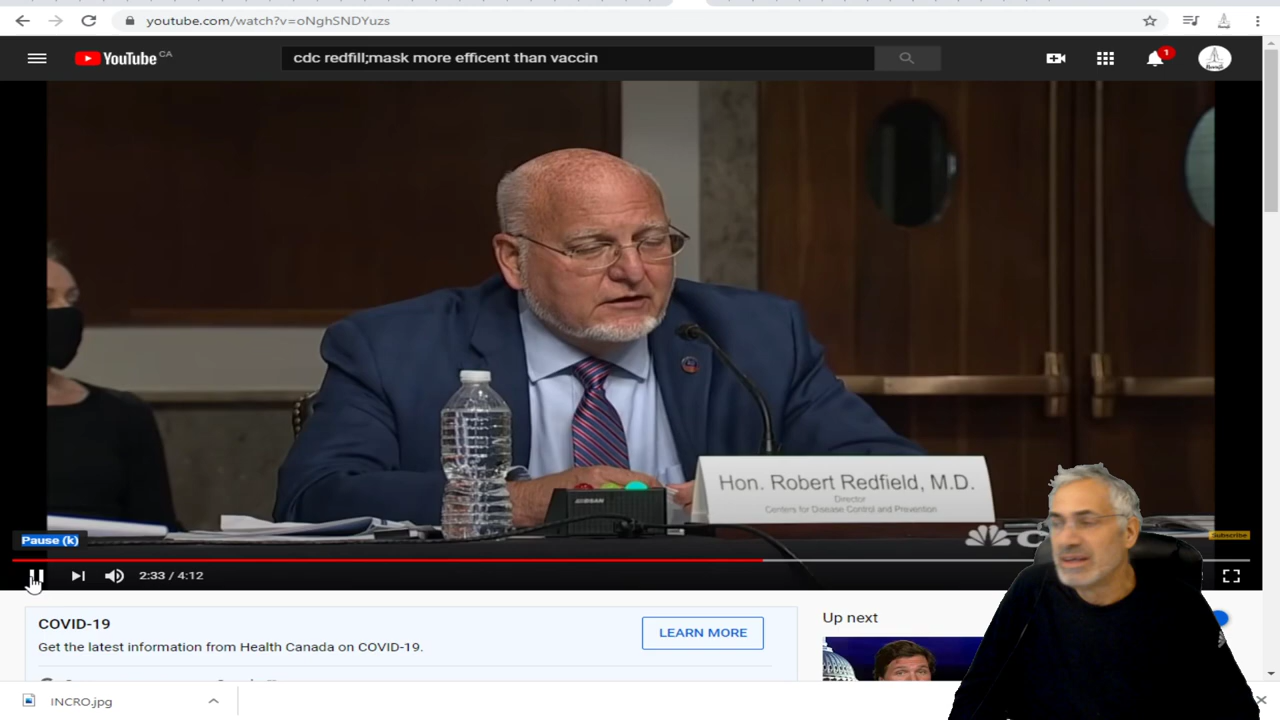 youtube.com/watch?v=oNghSNDYuzs
YouTube CA
cdc redfill;mask more efficent than vaccin
1
Hon. Robert Redfield, M.D.
Director
Centers for Disease Control and Prevention
Subscribe
Pause (k)
2:33 / 4:12
COVID-19
Get the latest information from Health Canada on COVID-19.
LEARN MORE
Up next
INCRO.jpg